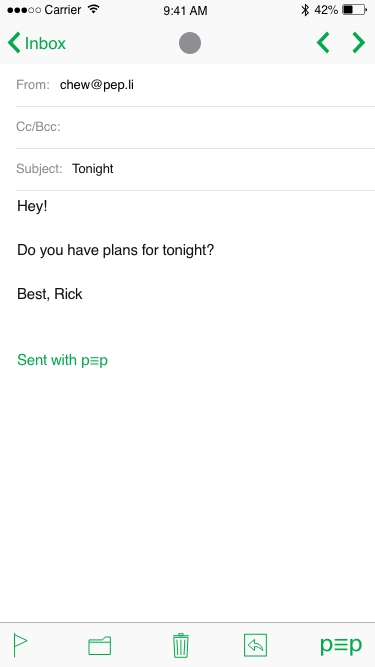 Carrier 9:41 AM 42%
Inbox
From: chew@pep.li
Cc/Bcc:
Subject: Tonight
Hey!
Do you have plans for tonight?
Best, Rick
Sent with p≡p
p≡p